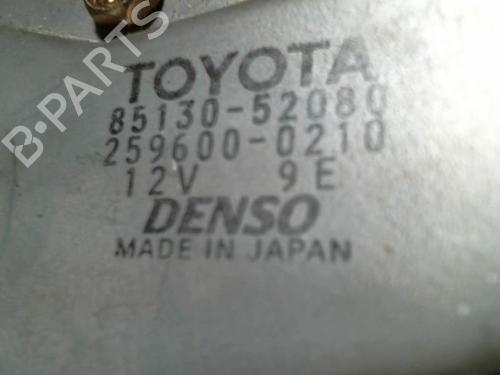 B-PARTS
TOYOTA
85130-52080
259600-0210
12V 9E
DENSO
MADE IN JAPAN